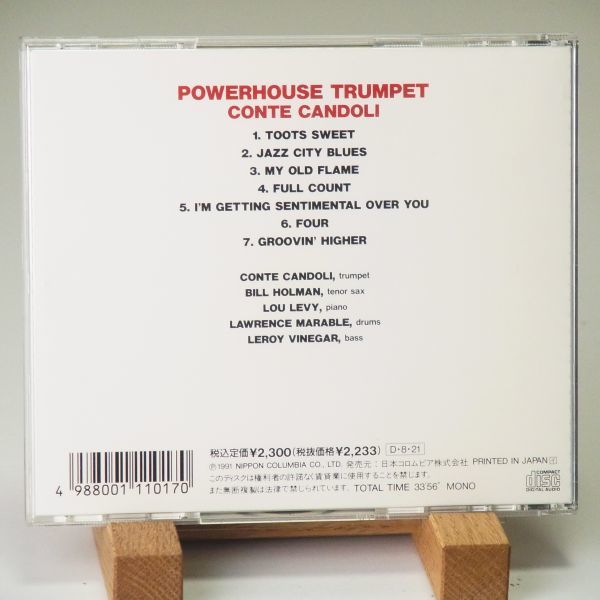 POWERHOUSE TRUMPET
CONTE CANDOLI
1. TOOTS SWEET
2. JAZZ CITY BLUES
3. MY OLD FLAME
4. FULL COUNT
5. I'M GETTING SENTIMENTAL OVER YOU
6. FOUR
7. GROOVIN' HIGHER
CONTE CANDOLI, trumpet
BILL HOLMAN, tenor sax
LOU LEVY, piano
LAWRENCE MARABLE, drums
LEROY VINEGAR, bass
税込定価¥2,300(税抜価格¥2,233) D・8・21
Ⓟ1991 NIPPON COLUMBIA CO., LTD. 発売元:日本コロムビア株式会社 PRINTED IN JAPAN
このディスクは権利者の許諾なく賃貸業に使用することを禁じます。
また無断複製は法律で禁じられています。 TOTAL TIME 33'56" MONO
4 988001 110170
COMPACT
disc
DIGITAL AUDIO